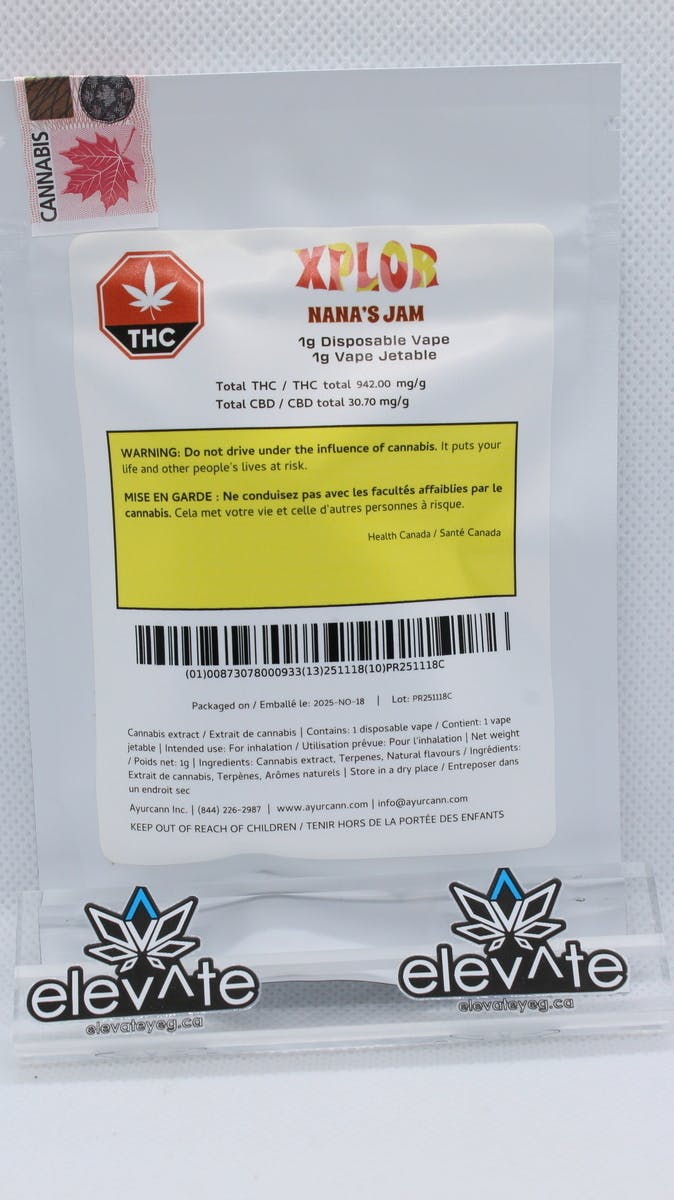 CANNABIS
THC
XPLOR
NANA'S JAM
1g Disposable Vape
1g Vape Jetable
Total THC / THC total 942.00 mg/g
Total CBD / CBD total 30.70 mg/g
WARNING: Do not drive under the influence of cannabis. It puts your
life and other people's lives at risk.
MISE EN GARDE : Ne conduisez pas avec les facultés affaiblies par le
cannabis. Cela met votre vie et celle d'autres personnes à risque.
Health Canada / Santé Canada
(01)00873078000933(13)251118(10)PR251118C
Packaged on / Emballé le: 2025-NO-18 | Lot: PR251118C
Cannabis extract / Extrait de cannabis | Contains: 1 disposable vape / Contient: 1 vape
jetable | Intended use: For inhalation / Utilisation prévue: Pour l'inhalation | Net weight
/ Poids net: 1g | Ingredients: Cannabis extract, Terpenes, Natural flavours / Ingrédients:
Extrait de cannabis, Terpènes, Arômes naturels | Store in a dry place / Entreposer dans
un endroit sec
Ayurcann Inc. | (844) 226-2987 | www.ayurcann.com | info@ayurcann.com
KEEP OUT OF REACH OF CHILDREN / TENIR HORS DE LA PORTÉE DES ENFANTS
elevʌte
elevateyeg.ca
elevʌte
elevateyeg.ca